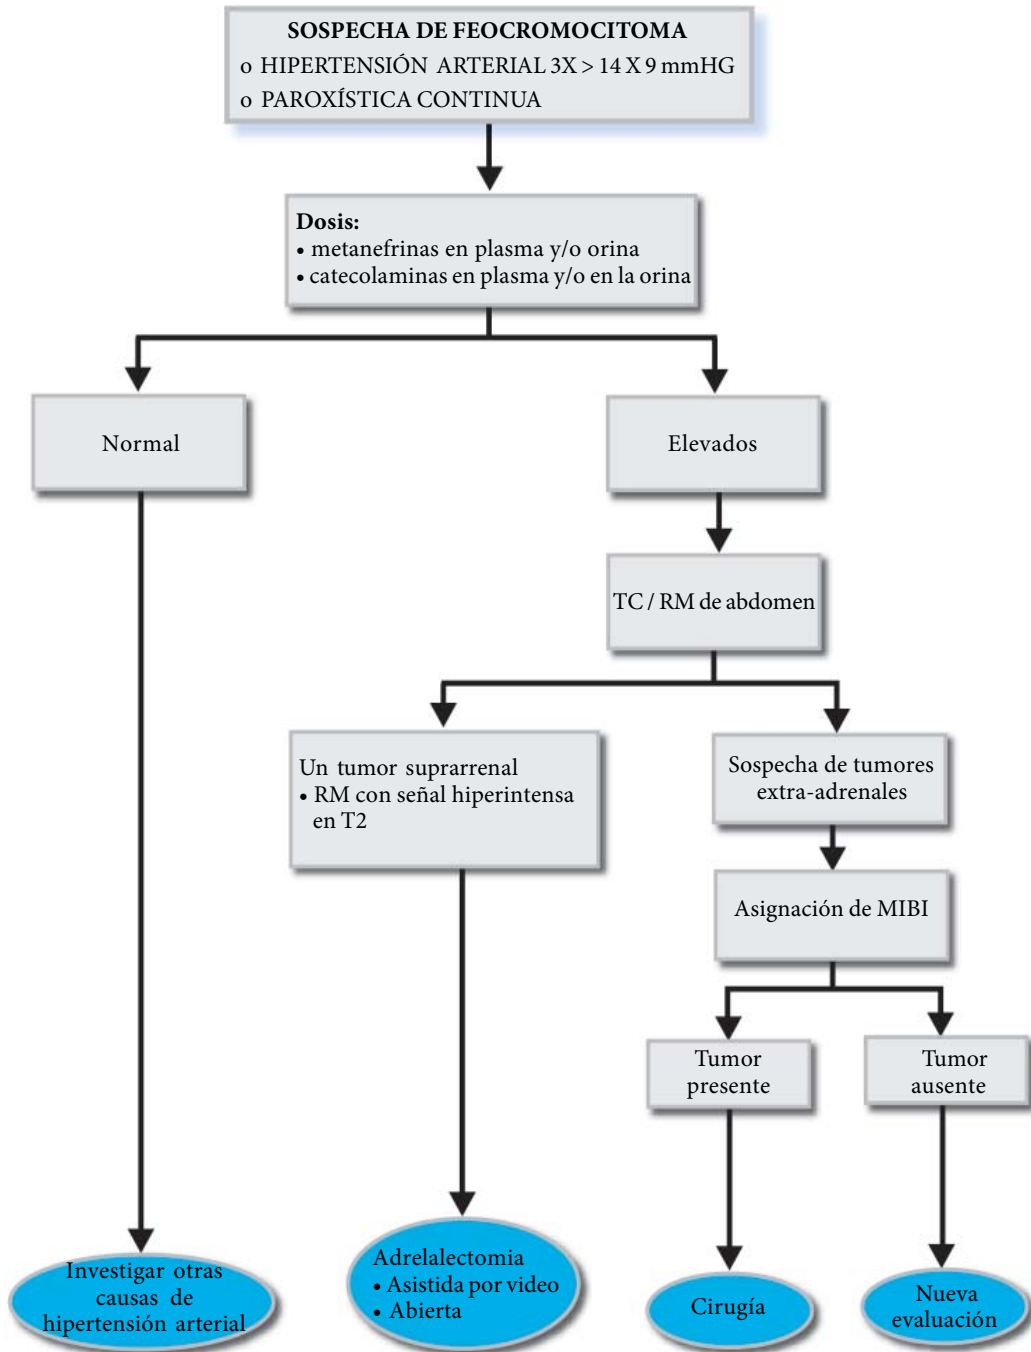 SOSPECHA DE FEOCROMOCITOMA
o HIPERTENSIÓN ARTERIAL 3X > 14 X 9 mmHG
o PAROXÍSTICA CONTINUA
Dosis:
• metanefrinas en plasma y/o orina
• catecolaminas en plasma y/o en la orina
Normal
Elevados
TC / RM de abdomen
Un tumor suprarrenal
• RM con señal hiperintensa
en T2
Sospecha de tumores
extra-adrenales
Asignación de MIBI
Tumor
presente
Tumor
ausente
Investigar otras
causas de
hipertensión arterial
Adrelalectomia
• Asistida por video
• Abierta
Cirugía
Nueva
evaluación